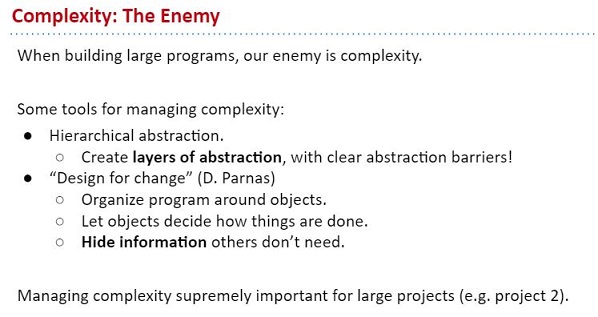 Complexity: The Enemy
When building large programs, our enemy is complexity.
Some tools for managing complexity:
● Hierarchical abstraction.
○ Create layers of abstraction, with clear abstraction barriers!
● “Design for change” (D. Parnas)
○ Organize program around objects.
○ Let objects decide how things are done.
○ Hide information others don’t need.
Managing complexity supremely important for large projects (e.g. project 2).